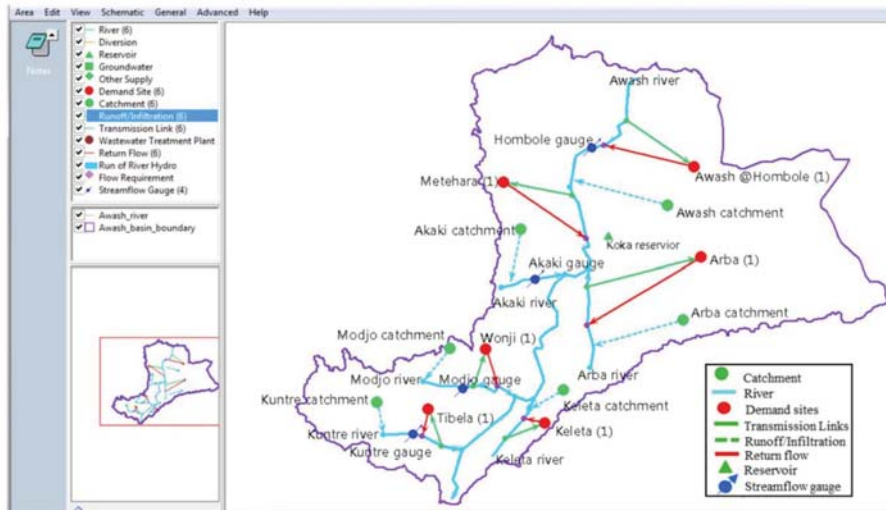 Area Edit View Schematic General Advanced Help
Notes
River (6)
Diversion
Reservoir
Groundwater
Other Supply
Demand Site (6)
Catchment (6)
Runoff/Infiltration (6)
Transmission Link (6)
Wastewater Treatment Plant
Return Flow (6)
Run of River Hydro
Flow Requirement
Streamflow Gauge (4)
Awash_river
Awash_basin_boundary
Awash river
Hombole gauge
Awash @Hombole (1)
Metehara (1)
Awash catchment
Akaki catchment
Koka reservior
Akaki gauge
Arba (1)
Akaki river
Arba catchment
Modjo catchment
Wonji (1)
Modjo river
Modjo gauge
Arba river
Kuntre catchment
Keleta catchment
Tibela (1)
Kuntre river
Keleta (1)
Kuntre gauge
Keleta river
Catchment
River
Demand sites
Transmission Links
Runoff/Infiltration
Return flow
Reservoir
Streamflow gauge